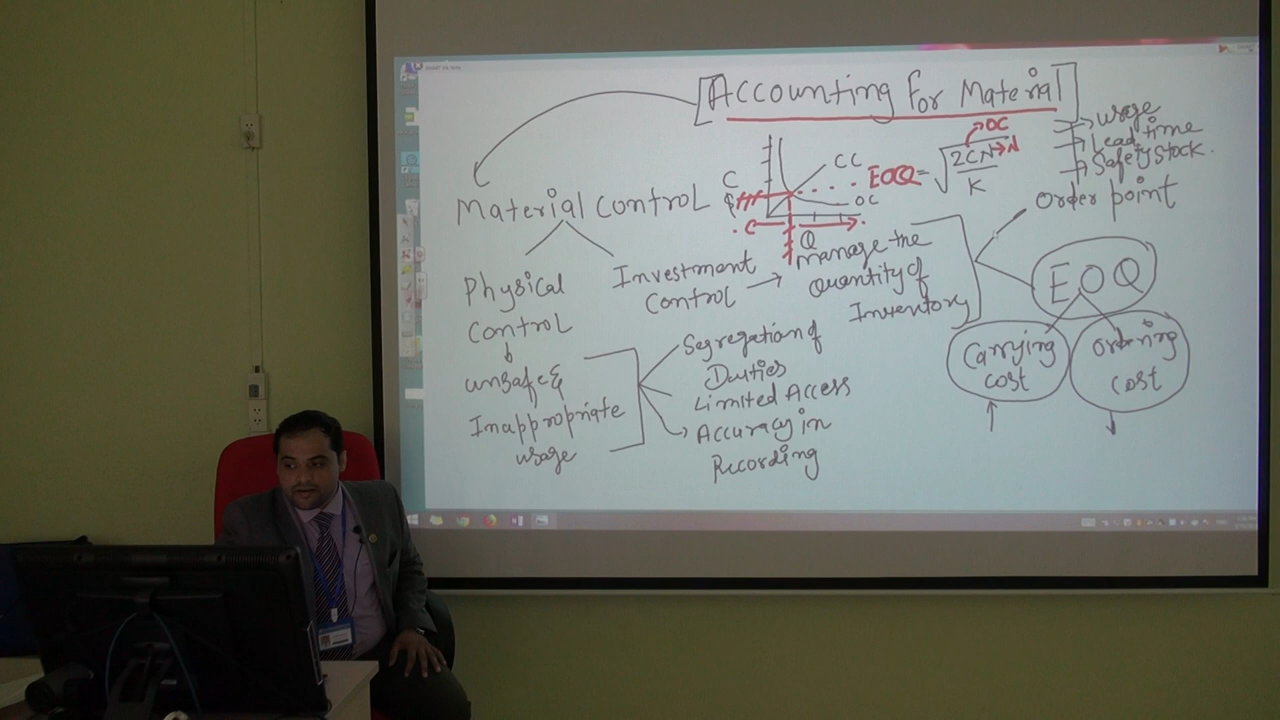 Accounting For Material
usage
Lead time
Safety Stock.
Order point
OC
N
EOQ = √2CN
K
CC
OC
C
$
Q
Material Control
Physical
Control
Investment
Control
manage the
Quantity of
Inventory
EOQ
Carrying
cost
Ordering
cost
unsafe &
Inappropriate
usage
Segregation of
Duties
Limited Access
Accuracy in
Recording